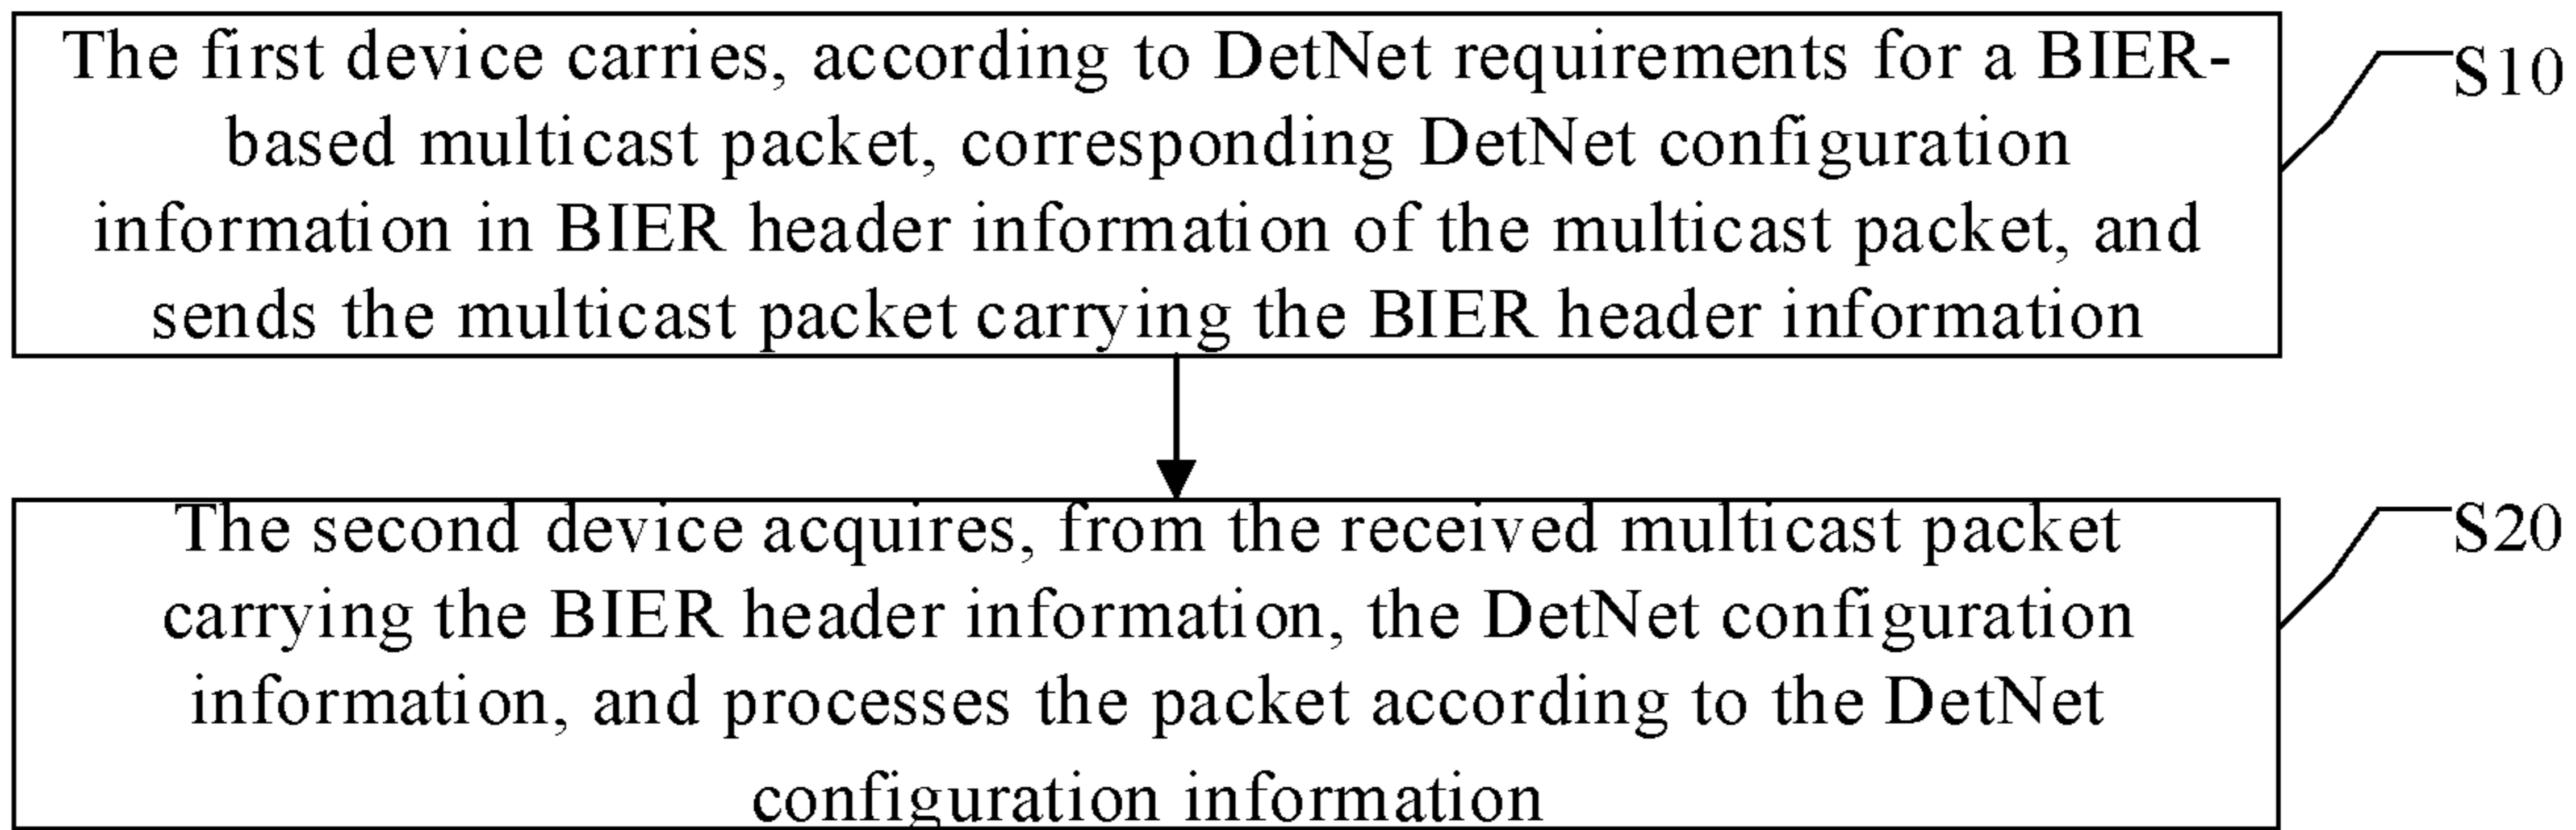 The first device carries, according to DetNet requirements for a BIER-
based multicast packet, corresponding DetNet configuration
information in BIER header information of the multicast packet, and
sends the multicast packet carrying the BIER header information
S10
The second device acquires, from the received multicast packet
carrying the BIER header information, the DetNet configuration
information, and processes the packet according to the DetNet
configuration information
S20